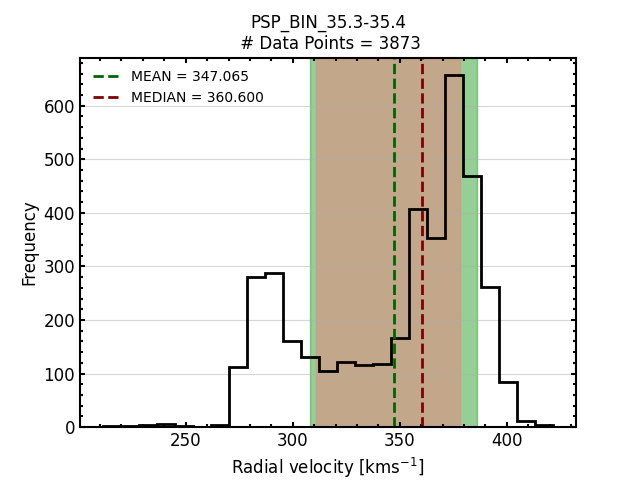 PSP_BIN_35.3-35.4
# Data Points = 3873
MEAN = 347.065
MEDIAN = 360.600
Frequency
600
500
400
300
200
100
0
250
300
350
400
Radial velocity [kms⁻¹]